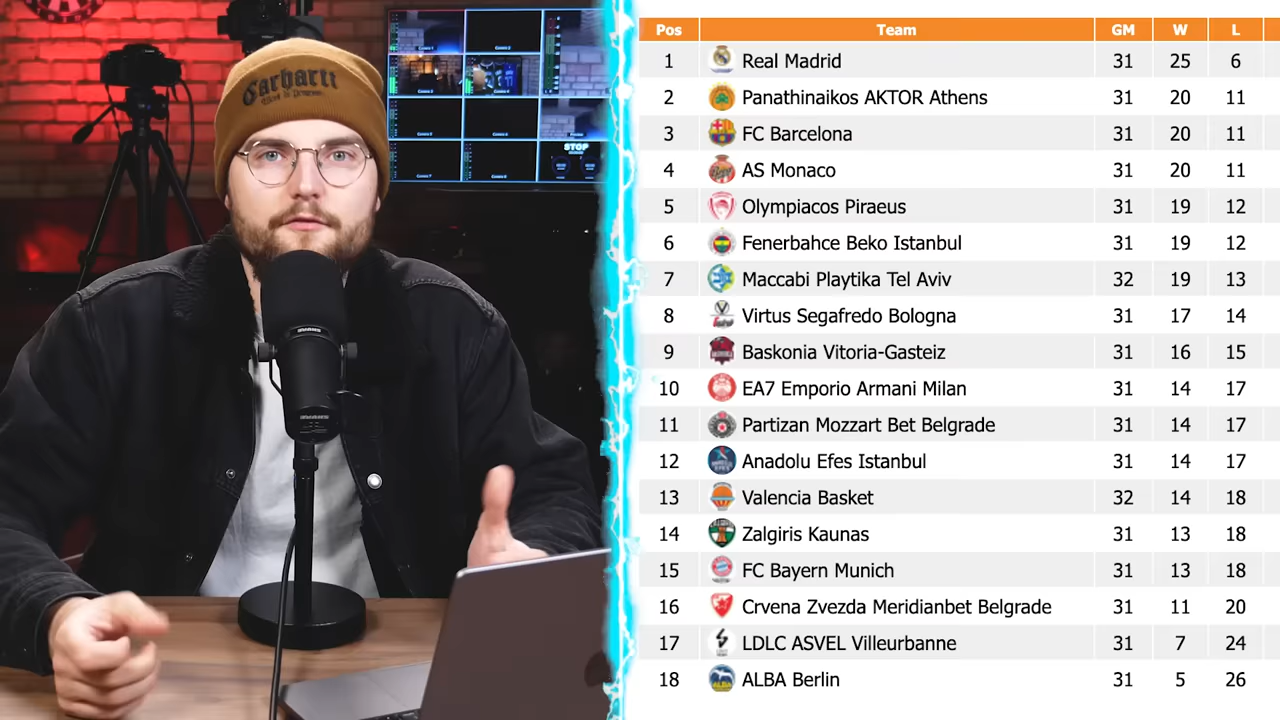 Carhartt
Work In Progress
STOP
Pos Team GM W L
1 Real Madrid 31 25 6
2 Panathinaikos AKTOR Athens 31 20 11
3 FC Barcelona 31 20 11
4 AS Monaco 31 20 11
5 Olympiacos Piraeus 31 19 12
6 Fenerbahce Beko Istanbul 31 19 12
7 Maccabi Playtika Tel Aviv 32 19 13
8 Virtus Segafredo Bologna 31 17 14
9 Baskonia Vitoria-Gasteiz 31 16 15
10 EA7 Emporio Armani Milan 31 14 17
11 Partizan Mozzart Bet Belgrade 31 14 17
12 Anadolu Efes Istanbul 31 14 17
13 Valencia Basket 32 14 18
14 Zalgiris Kaunas 31 13 18
15 FC Bayern Munich 31 13 18
16 Crvena Zvezda Meridianbet Belgrade 31 11 20
17 LDLC ASVEL Villeurbanne 31 7 24
18 ALBA Berlin 31 5 26